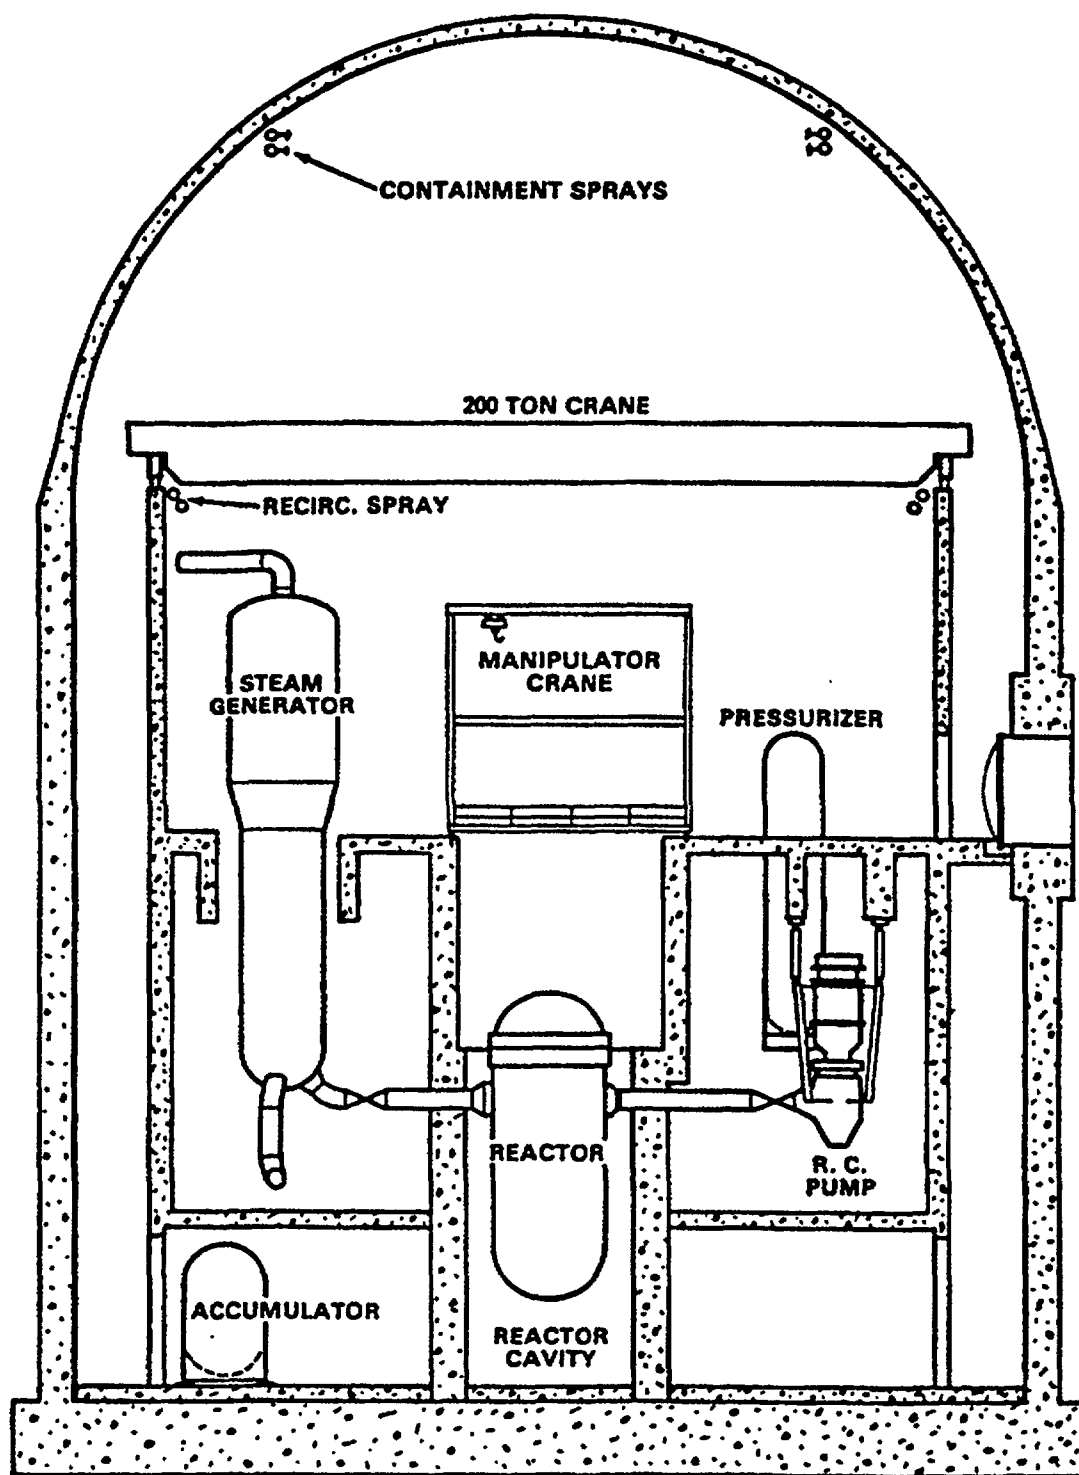 CONTAINMENT SPRAYS
200 TON CRANE
RECIRC. SPRAY
MANIPULATOR
CRANE
STEAM
GENERATOR
PRESSURIZER
REACTOR
R. C.
PUMP
ACCUMULATOR
REACTOR
CAVITY